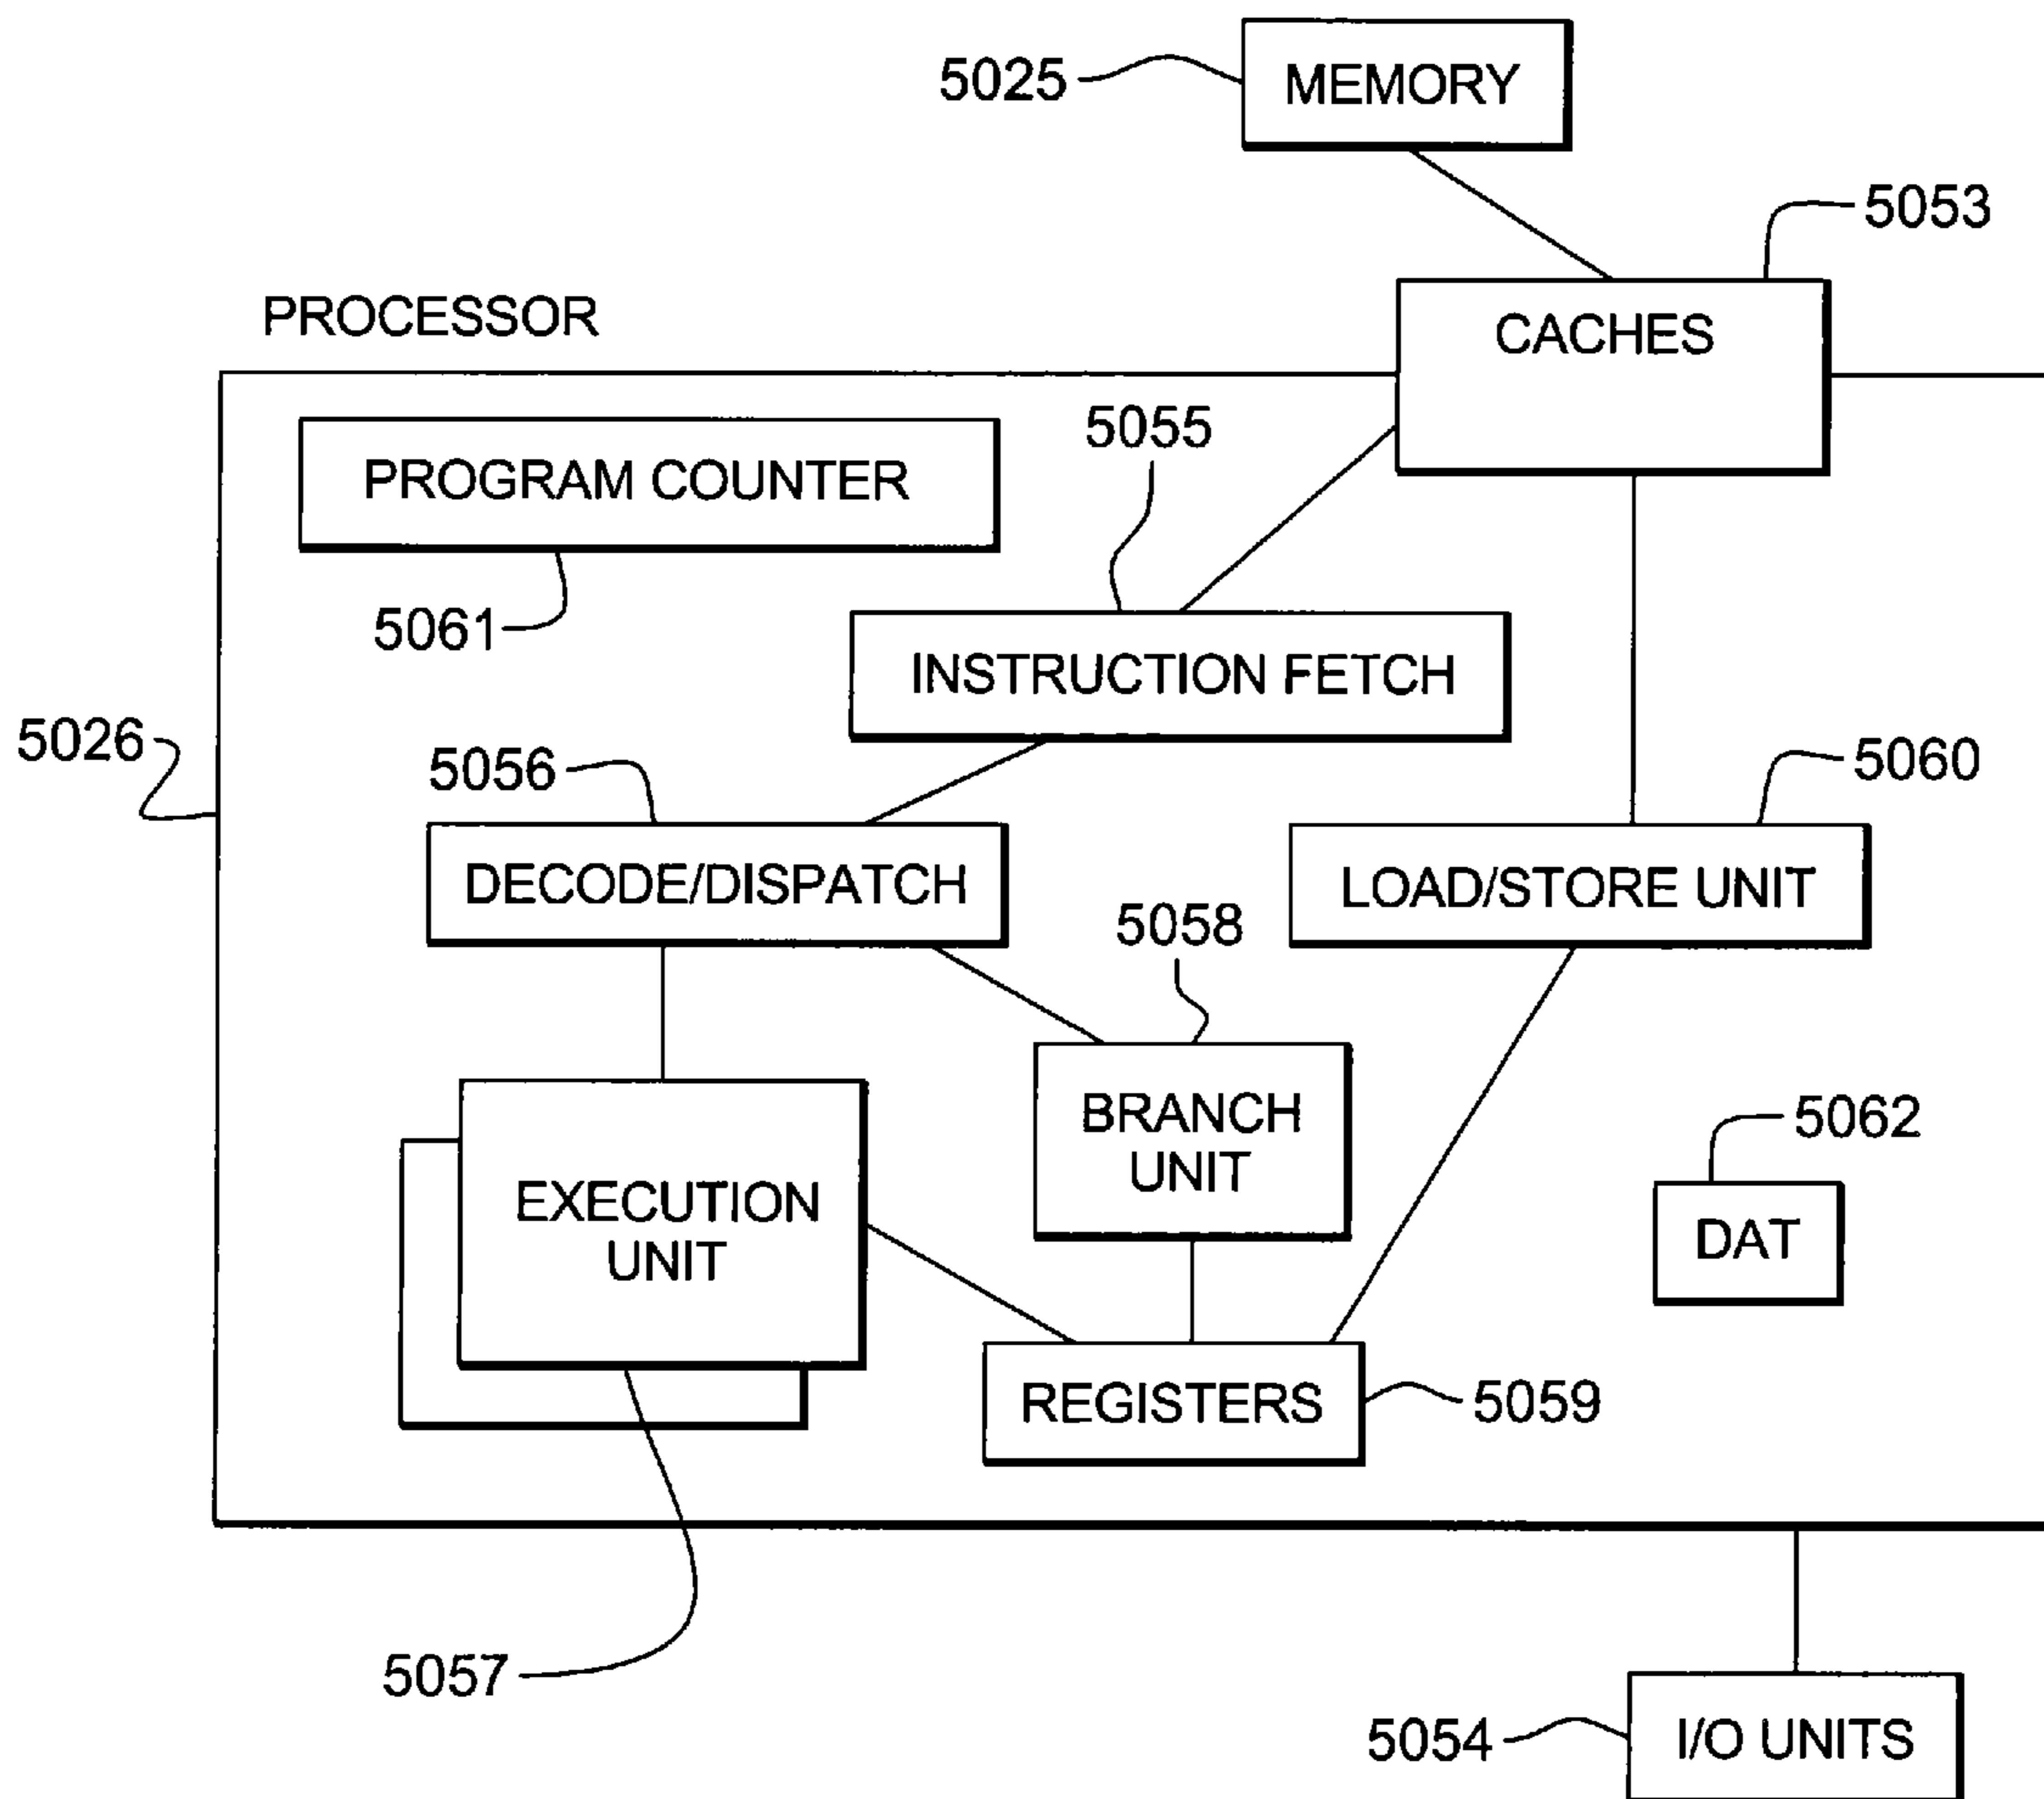 MEMORY
5025
5053
CACHES
PROCESSOR
5055
PROGRAM COUNTER
5061
INSTRUCTION FETCH
5026
5056
5060
DECODE/DISPATCH
LOAD/STORE UNIT
5058
BRANCH
UNIT
5062
EXECUTION
UNIT
DAT
REGISTERS
5059
5057
5054
I/O UNITS